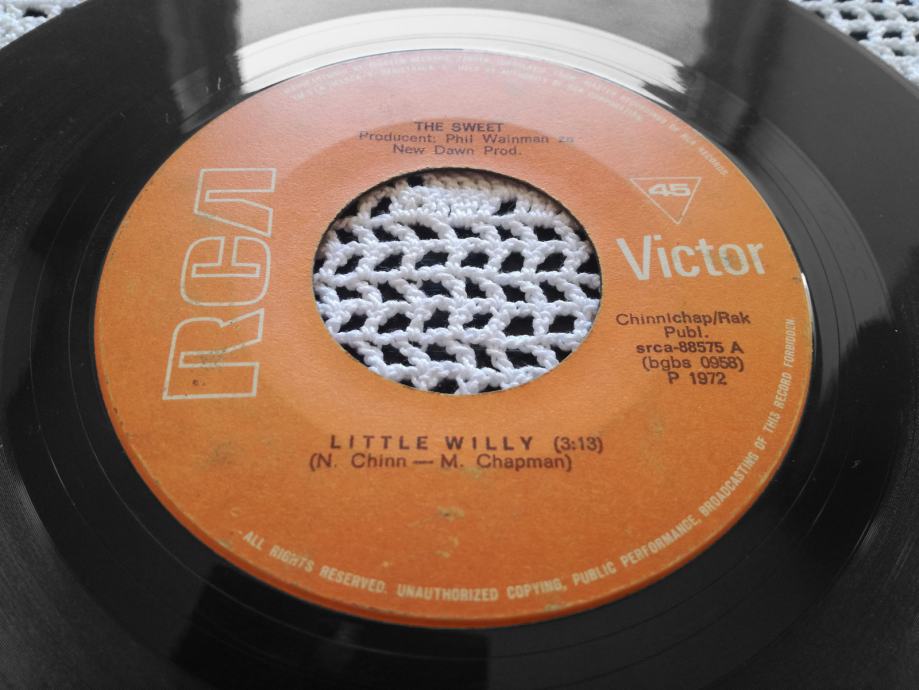 THE SWEET
Producent: Phil Wainman za
New Dawn Prod.
RCA
45
Victor
Chinnichap/Rak
Publ.
srca-88575 A
(bgbs 0958)
P 1972
LITTLE WILLY (3:13)
(N. Chinn — M. Chapman)
ALL RIGHTS RESERVED. UNAUTHORIZED COPYING, PUBLIC PERFORMANCE, BROADCASTING OF THIS RECORD FORBIDDEN